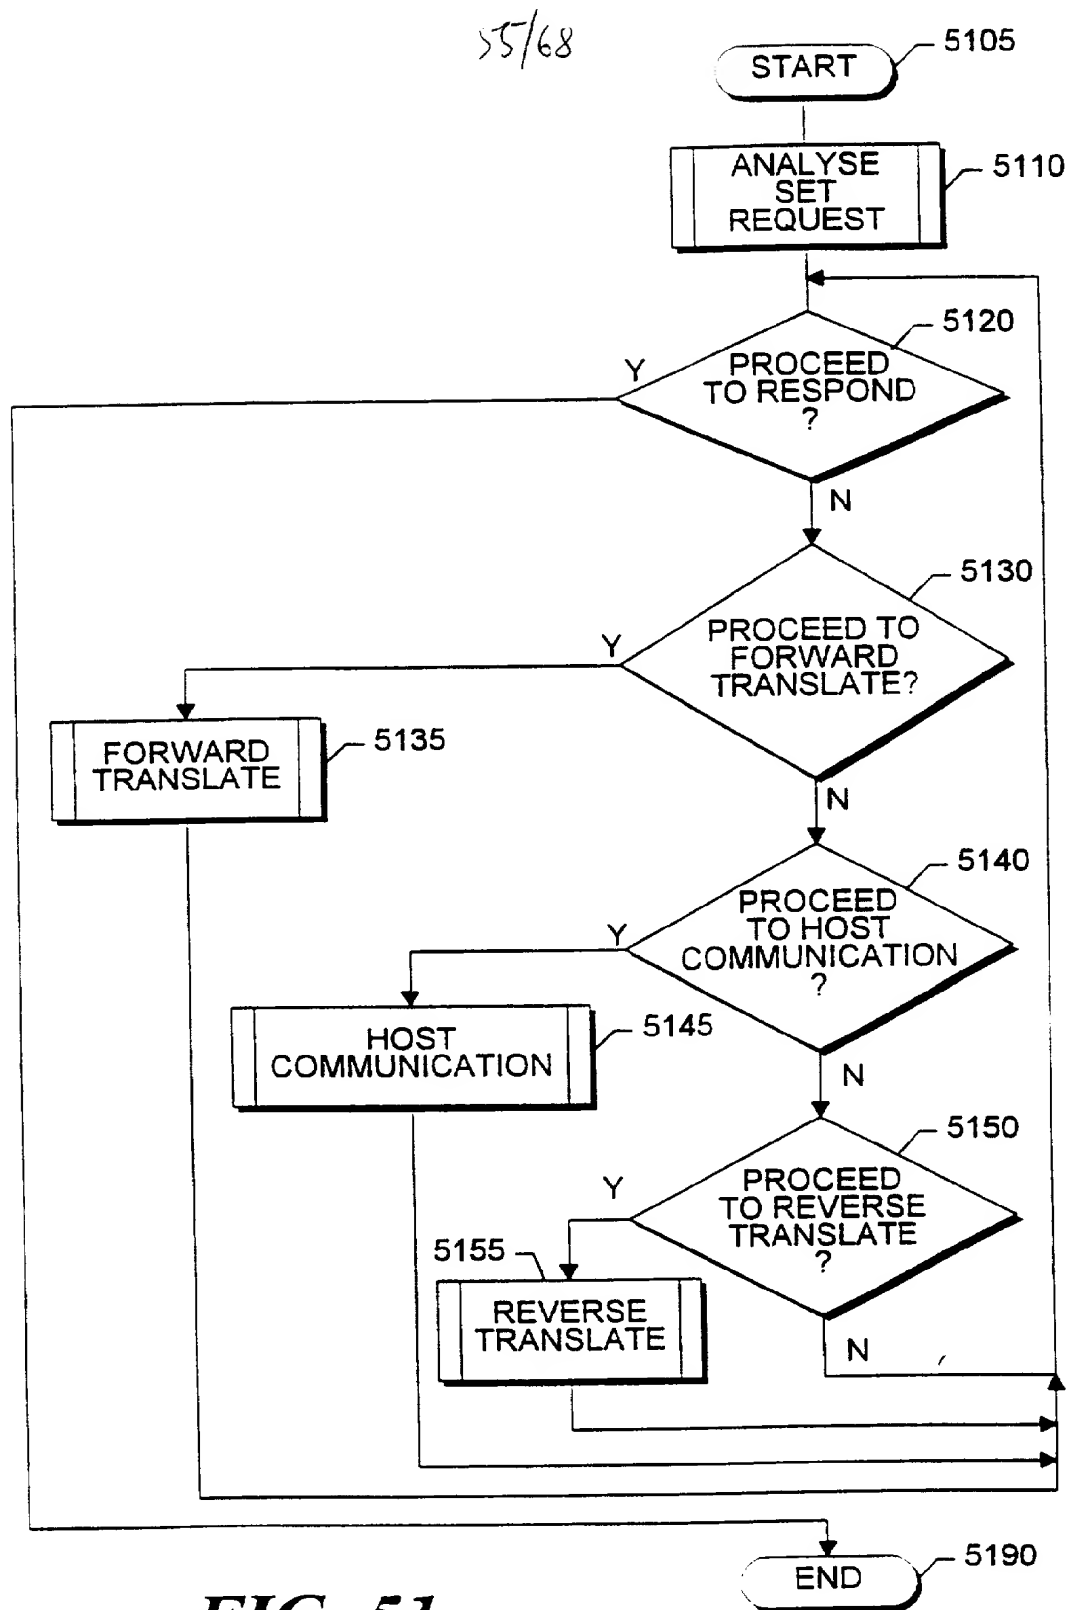 55/68
START
5105
ANALYSE
SET
REQUEST
5110
5120
PROCEED
TO RESPOND
?
Y
N
5130
PROCEED TO
FORWARD
TRANSLATE?
Y
N
FORWARD
TRANSLATE
5135
5140
PROCEED
TO HOST
COMMUNICATION
?
Y
N
HOST
COMMUNICATION
5145
5150
PROCEED
TO REVERSE
TRANSLATE
?
Y
N
5155
REVERSE
TRANSLATE
END
5190
FIG. 51